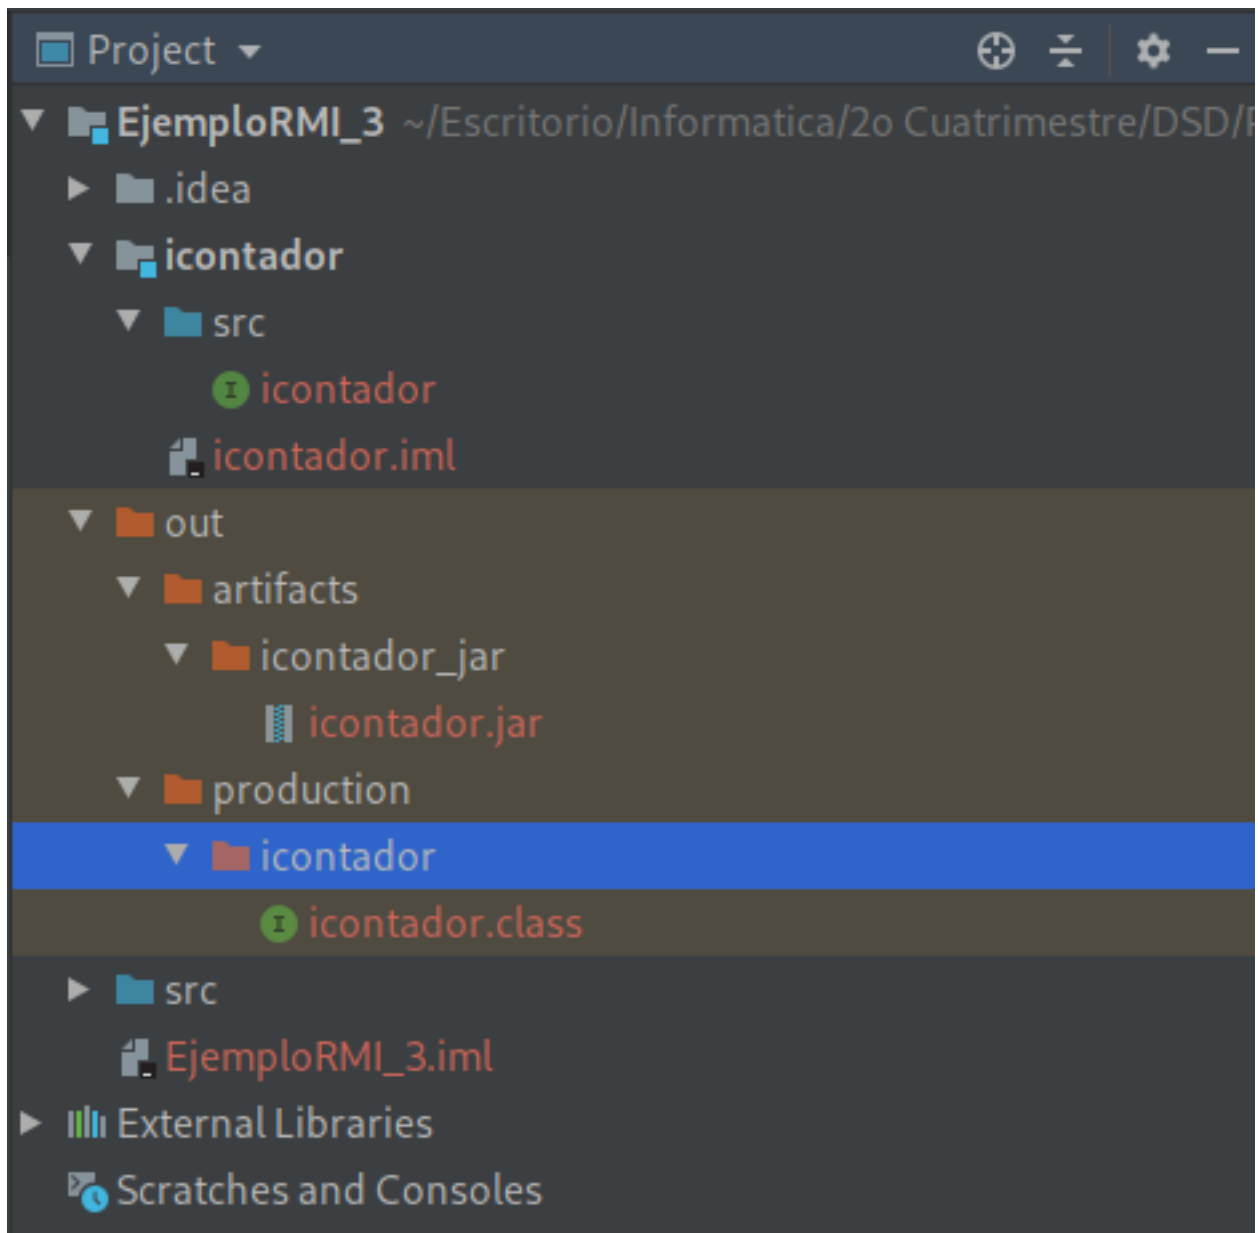 Project
EjemploRMI_3 ~/Escritorio/Informatica/2o Cuatrimestre/DSD/
.idea
icontador
src
icontador
icontador.iml
out
artifacts
icontador_jar
icontador.jar
production
icontador
icontador.class
src
EjemploRMI_3.iml
External Libraries
Scratches and Consoles